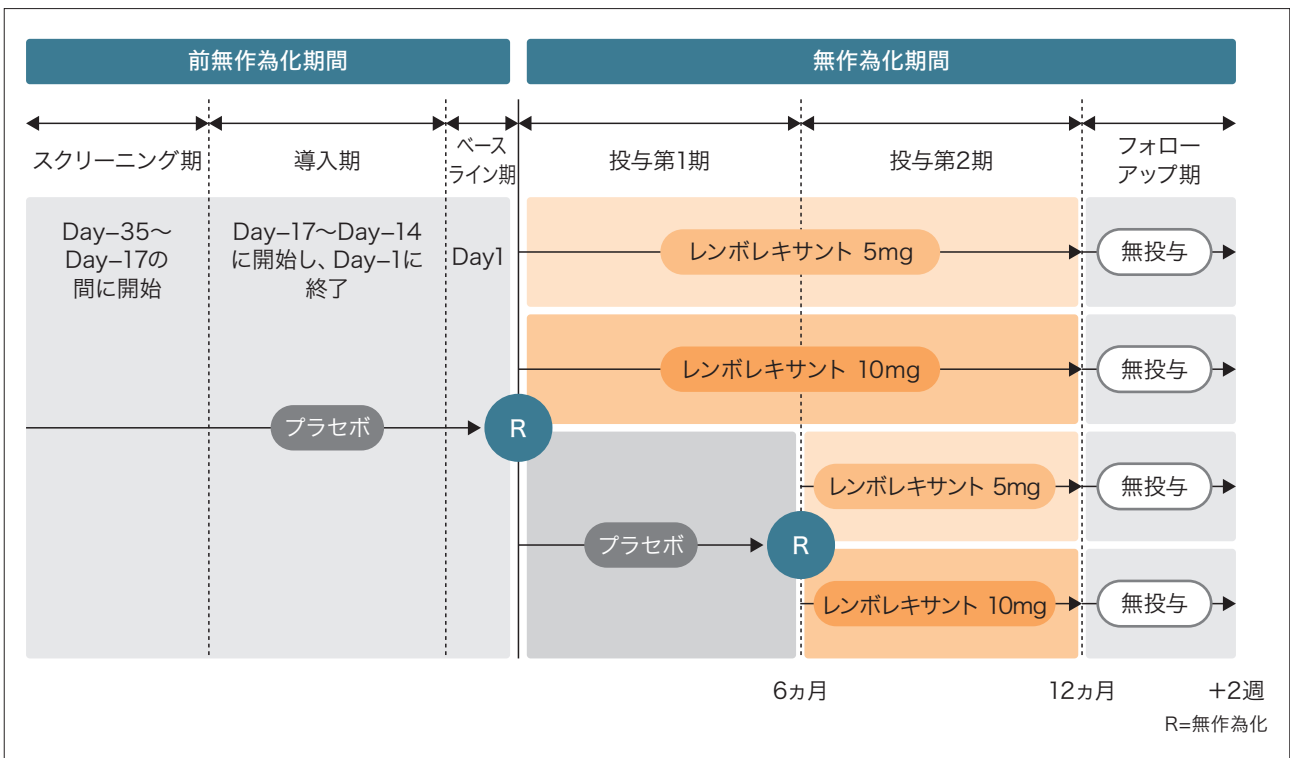 前無作為化期間
無作為化期間
スクリーニング期
導入期
ベース
ライン期
投与第1期
投与第2期
フォロー
アップ期
Day–35～
Day–17の
間に開始
Day–17～Day–14
に開始し、Day–1に
終了
Day1
レンボレキサント 5mg
無投与
レンボレキサント 10mg
無投与
プラセボ
R
レンボレキサント 5mg
無投与
プラセボ
R
レンボレキサント 10mg
無投与
6ヵ月
12ヵ月
+2週
R=無作為化